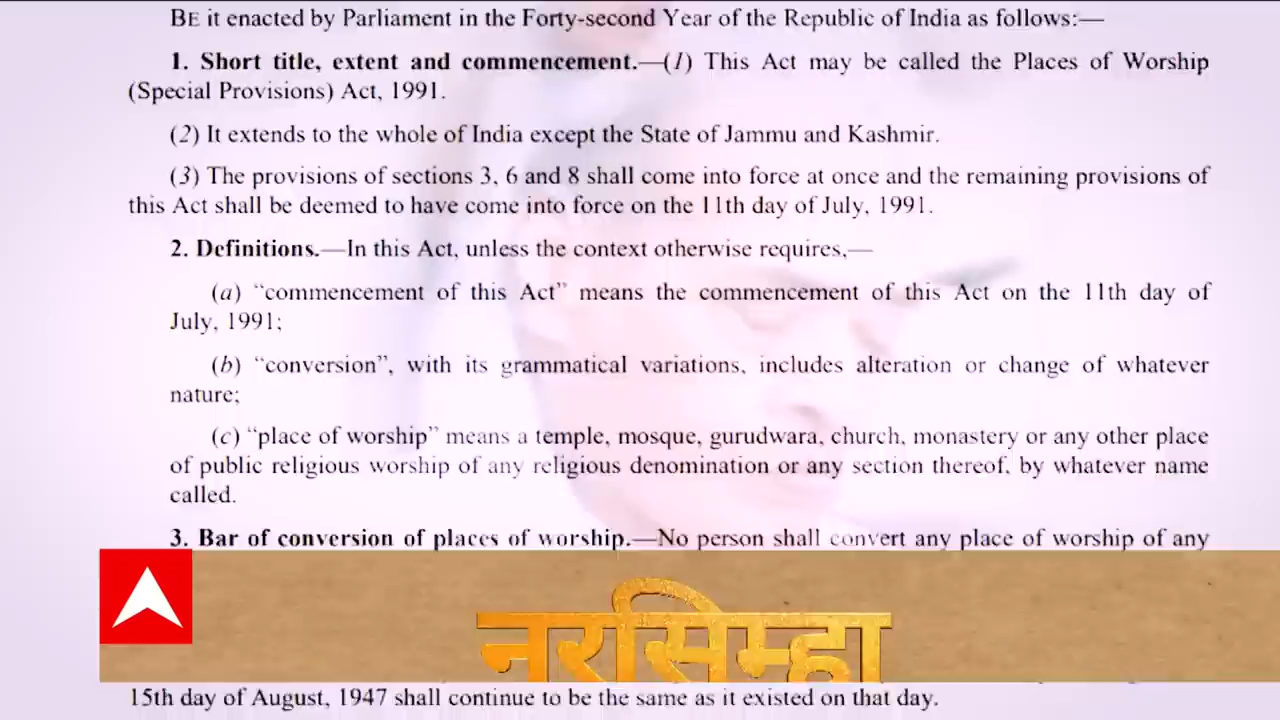 BE it enacted by Parliament in the Forty-second Year of the Republic of India as follows:—
1. Short title, extent and commencement.—(1) This Act may be called the Places of Worship
(Special Provisions) Act, 1991.
(2) It extends to the whole of India except the State of Jammu and Kashmir.
(3) The provisions of sections 3, 6 and 8 shall come into force at once and the remaining provisions of
this Act shall be deemed to have come into force on the 11th day of July, 1991.
2. Definitions.—In this Act, unless the context otherwise requires,—
(a) “commencement of this Act” means the commencement of this Act on the 11th day of
July, 1991;
(b) “conversion”, with its grammatical variations, includes alteration or change of whatever
nature;
(c) “place of worship” means a temple, mosque, gurudwara, church, monastery or any other place
of public religious worship of any religious denomination or any section thereof, by whatever name
called.
3. Bar of conversion of places of worship.—No person shall convert any place of worship of any
नरसिम्हा
15th day of August, 1947 shall continue to be the same as it existed on that day.